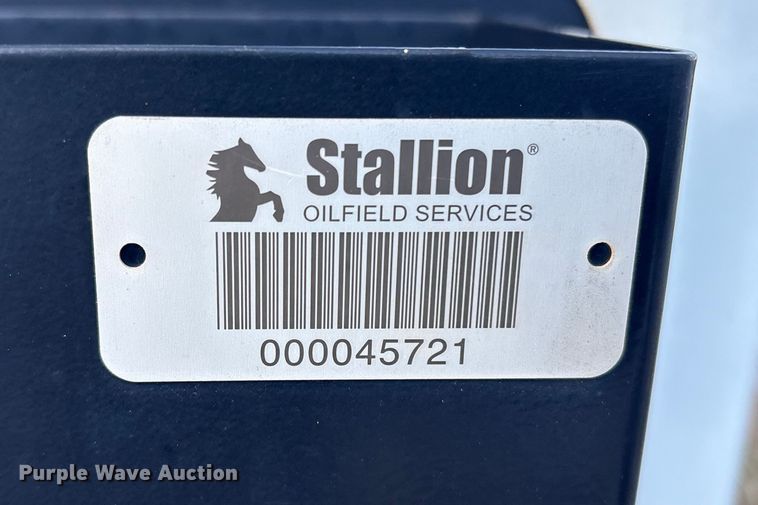 Stallion®
OILFIELD SERVICES
000045721
Purple Wave Auction